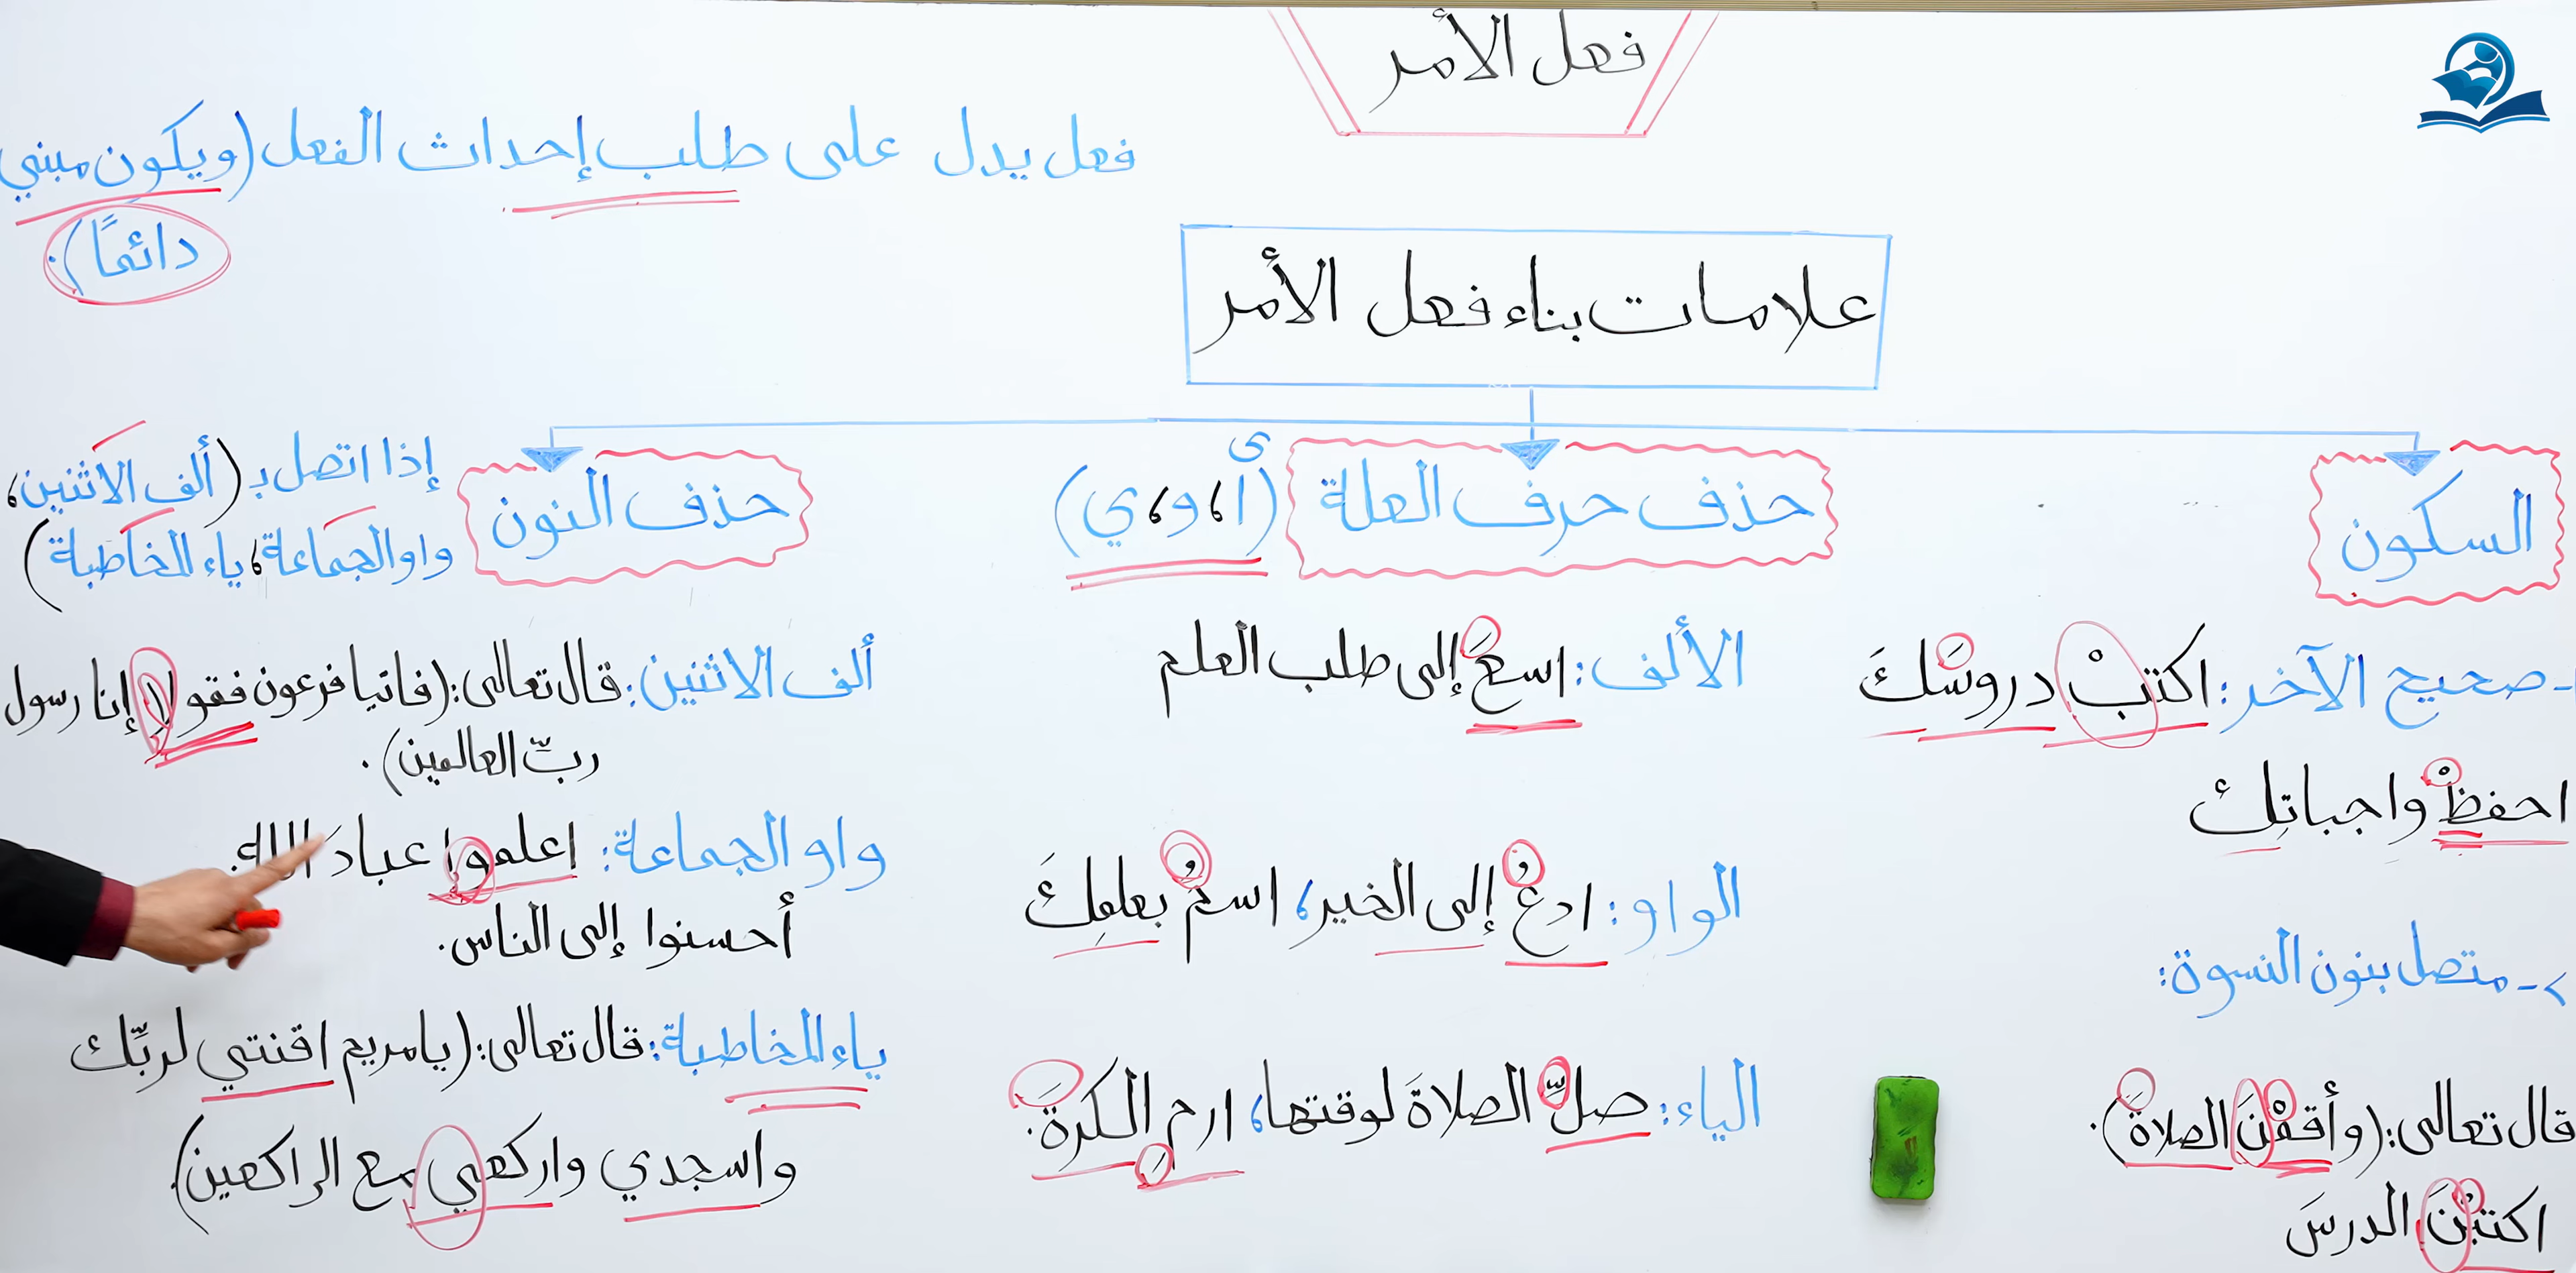 فعل الأمر
فعل يدل على طلب إحداث الفعل (ويكون مبني
دائمًا).
علامات بناء فعل الأمر
السكون
١- صحيح الآخر: اكتبْ دروسَك
احفظْ واجباتِك
٢- متصل بنون النسوة:
قال تعالى: (وأقمْنَ الصلاةَ).
اكتبْنَ الدرسَ
حذف حرف العلة (أ، و، ي)
ى
الألف: اسعَ إلى طلب العلم
الواو: ادعُ إلى الخير، اسمُ بعلمِكَ
الياء: صلِّ الصلاةَ لوقتها، ارمِ الكرةَ.
حذف النون
إذا اتصل بـ (ألف الاثنين،
واو الجماعة، ياء المخاطبة)
ألف الاثنين: قال تعالى: (فاتيا فرعون فقولا إنا رسول
ربّ العالمين).
واو الجماعة: اعلموا عبادَ الله.
أحسنوا إلى الناس.
ياء المخاطبة: قال تعالى: (يا مريم اقنتي لربِّك
واسجدي واركعي مع الراكعين).